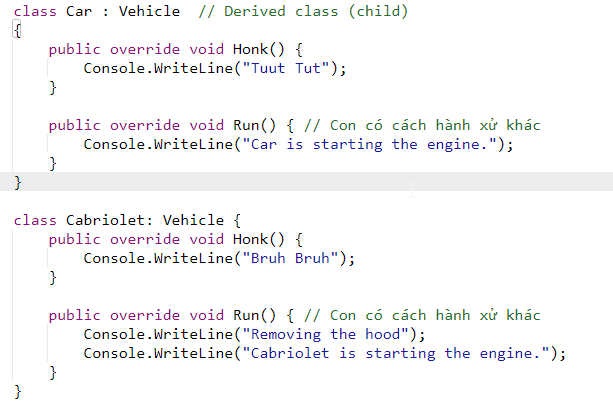 class Car : Vehicle  // Derived class (child)
{
    public override void Honk() {
        Console.WriteLine("Tuut Tut");
    }

    public override void Run() { // Con có cách hành xử khác
        Console.WriteLine("Car is starting the engine.");
    }
}

class Cabriolet: Vehicle {
    public override void Honk() {
        Console.WriteLine("Bruh Bruh");
    }

    public override void Run() { // Con có cách hành xử khác
        Console.WriteLine("Removing the hood");
        Console.WriteLine("Cabriolet is starting the engine.");
    }
}